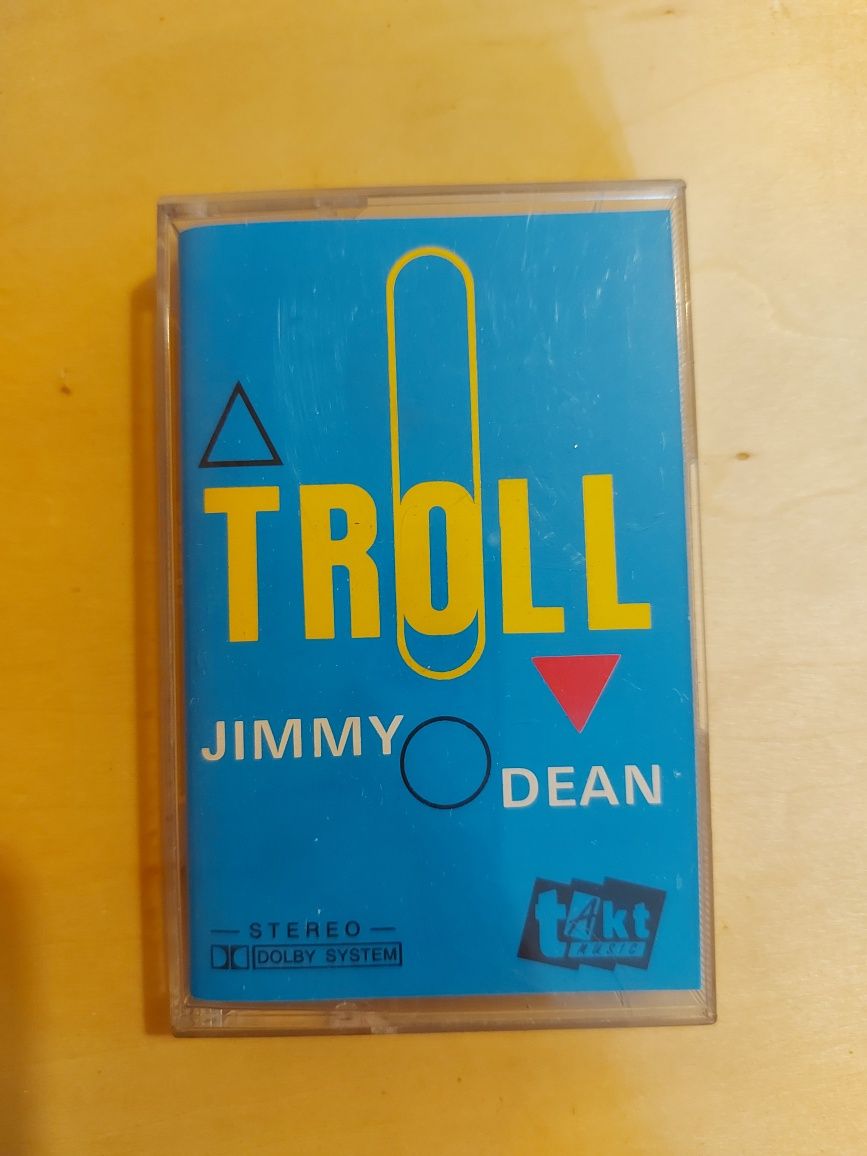 TROLL
JIMMY
DEAN
— STEREO —
DOLBY SYSTEM
tAkt
MUSIC